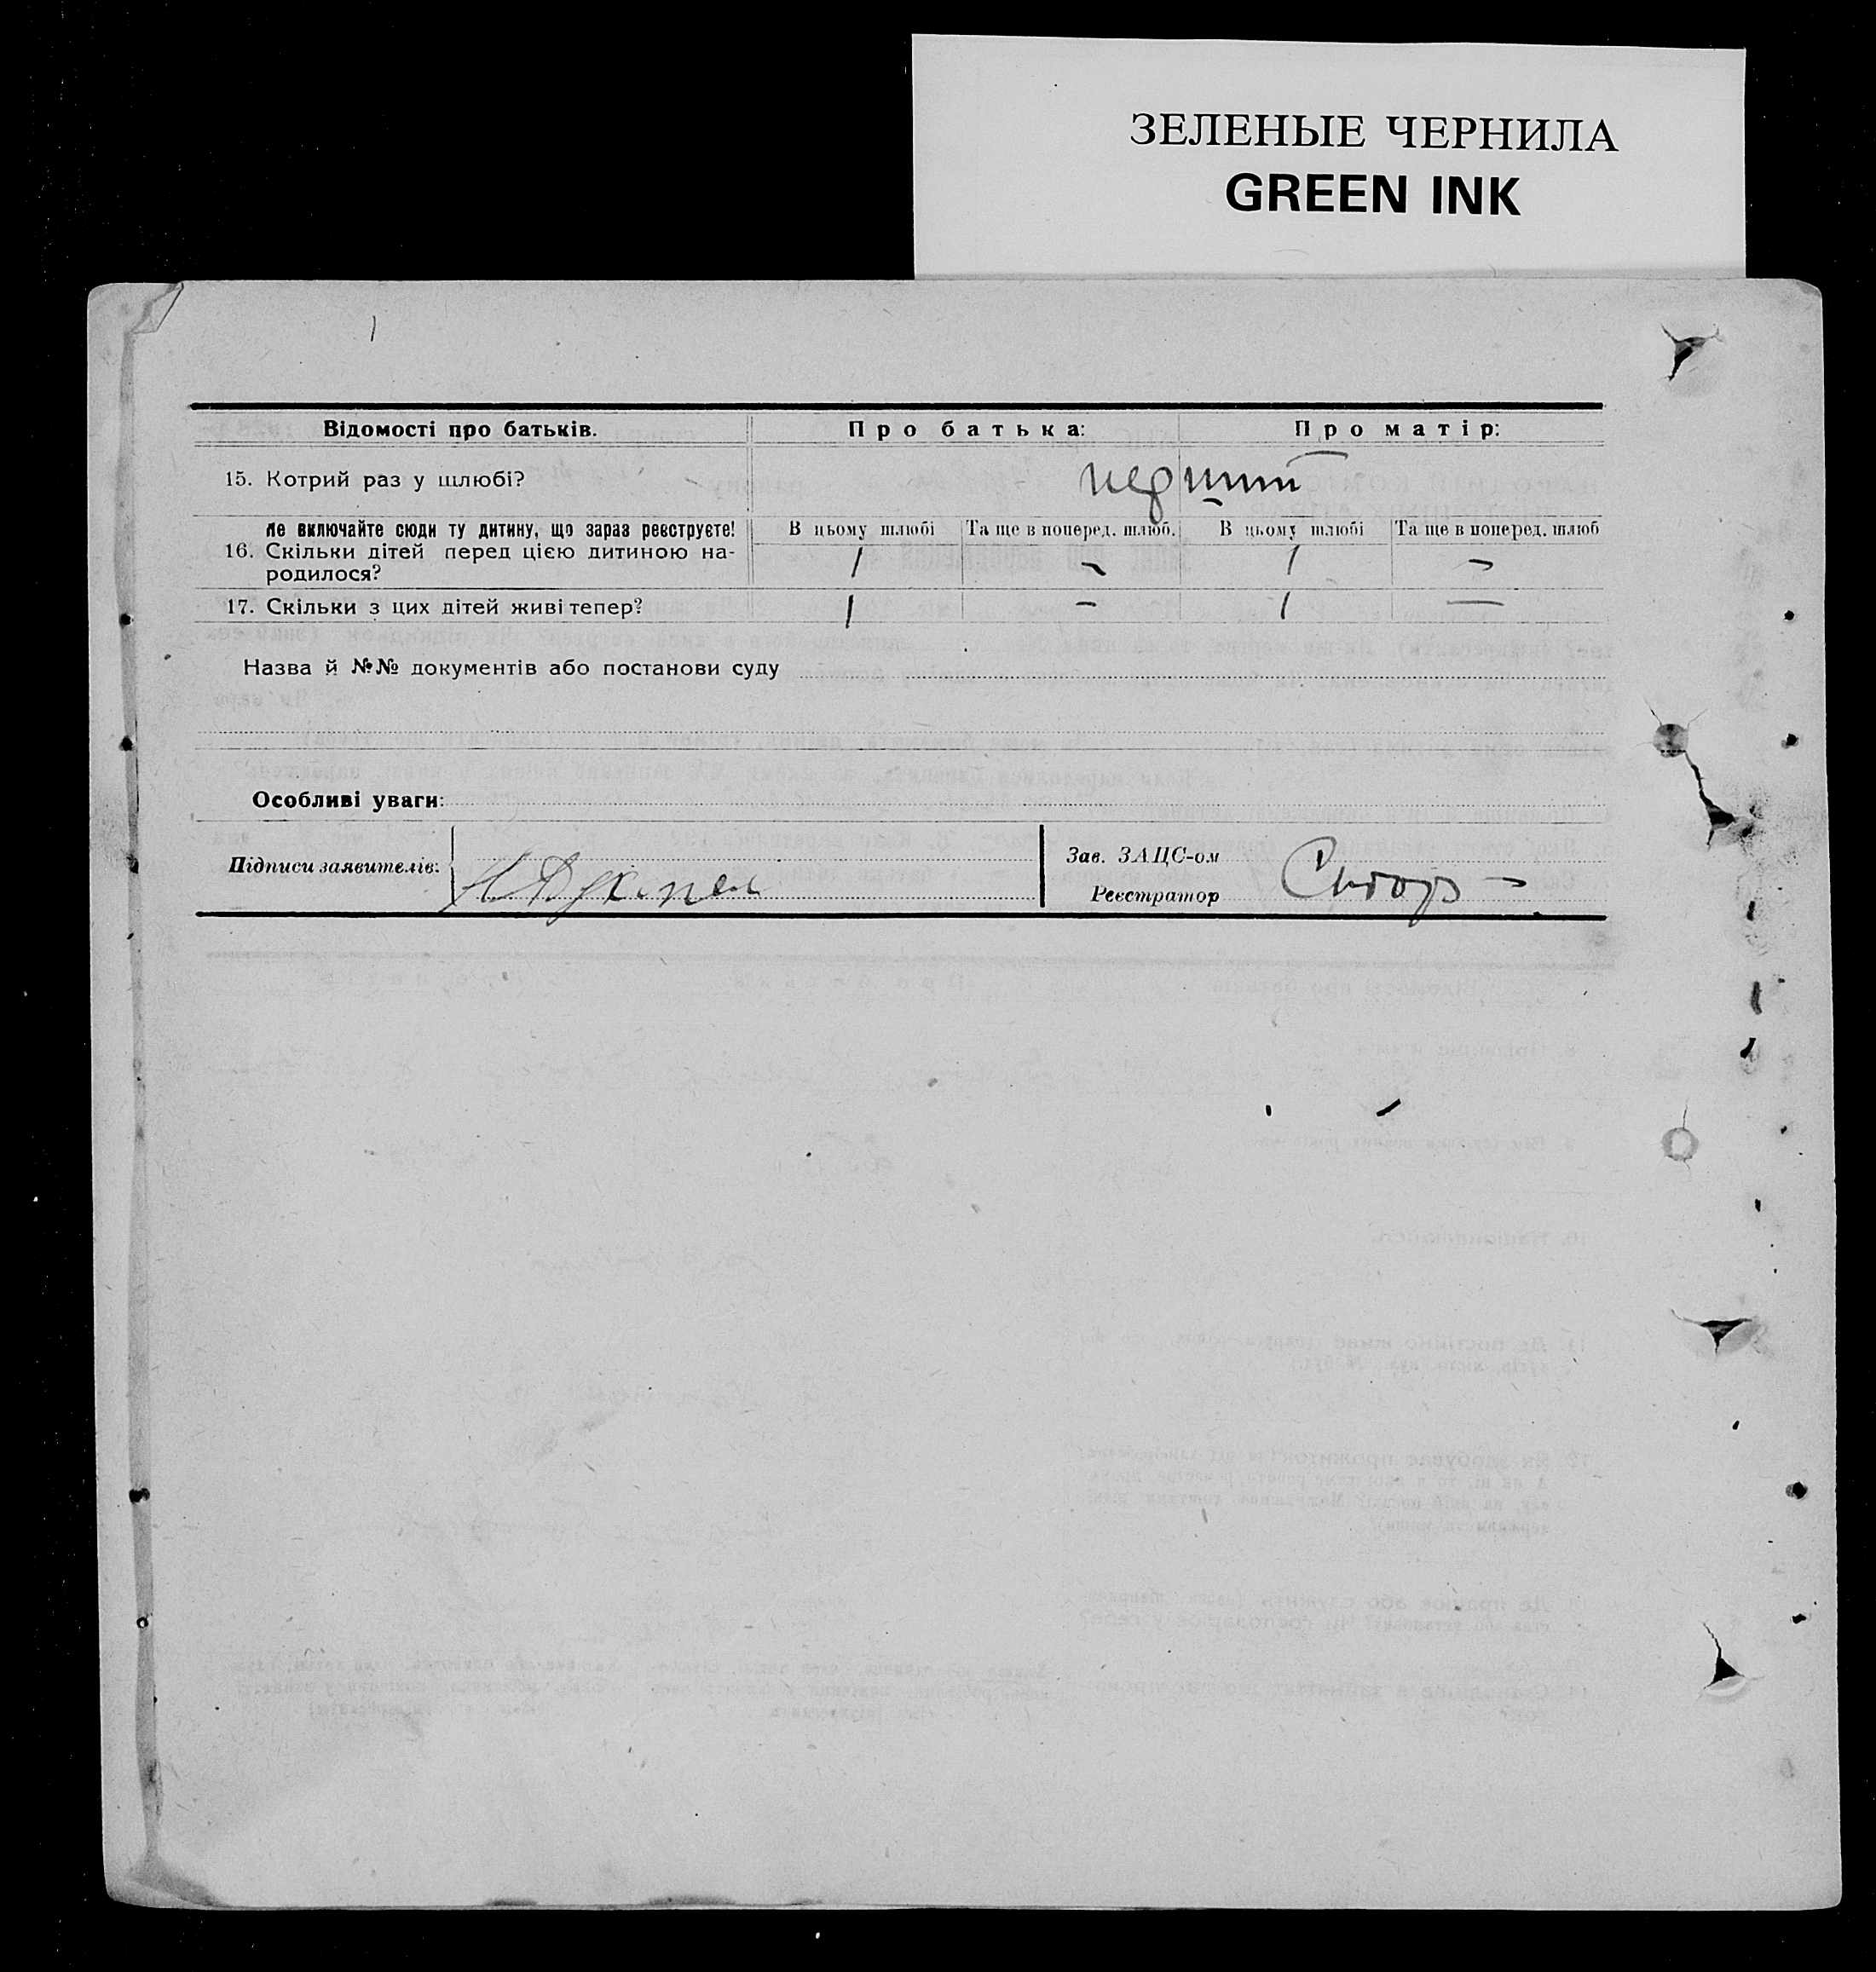 ЗЕЛЕНЫЕ ЧЕРНИЛА
GREEN INK
Відомості про батьків.
Про батька:
Про матір:
15. Котрий раз у шлюбі?
перший
Не включайте сюди ту дитину, що зараз реєструєте!
В цьому шлюбі
Та ще в поперед. шлюб.
В цьому шлюбі
Та ще в поперед. шлюб
16. Скільки дітей перед цією дитиною на-
родилося?
1
-
1
-
17. Скільки з цих дітей живі тепер?
1
-
1
-
Назва й №№ документів або постанови суду
Особливі уваги:
Підписи заявителів:
Зав. ЗАЦС-ом
Реєстратор